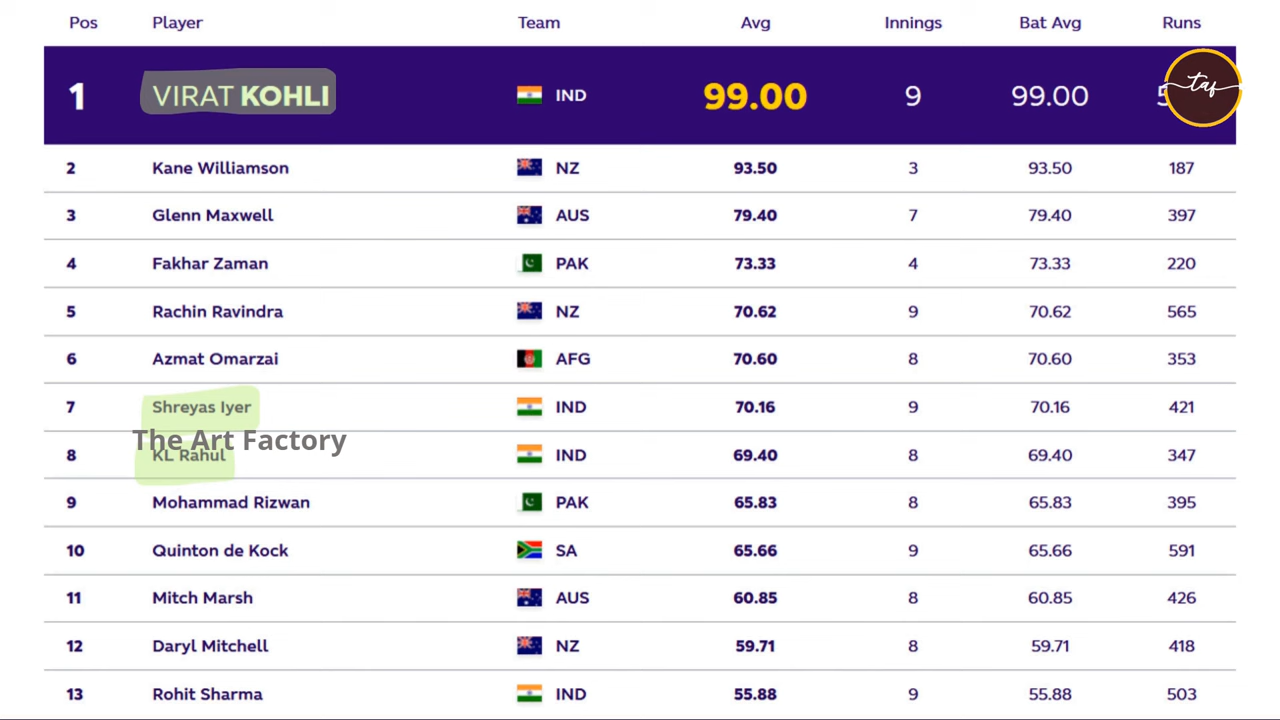 Pos Player Team Avg Innings Bat Avg Runs
1 VIRAT KOHLI IND 99.00 9 99.00
taf
2 Kane Williamson NZ 93.50 3 93.50 187
3 Glenn Maxwell AUS 79.40 7 79.40 397
4 Fakhar Zaman PAK 73.33 4 73.33 220
5 Rachin Ravindra NZ 70.62 9 70.62 565
6 Azmat Omarzai AFG 70.60 8 70.60 353
7 Shreyas Iyer IND 70.16 9 70.16 421
The Art Factory
8 KL Rahul IND 69.40 8 69.40 347
9 Mohammad Rizwan PAK 65.83 8 65.83 395
10 Quinton de Kock SA 65.66 9 65.66 591
11 Mitch Marsh AUS 60.85 8 60.85 426
12 Daryl Mitchell NZ 59.71 8 59.71 418
13 Rohit Sharma IND 55.88 9 55.88 503